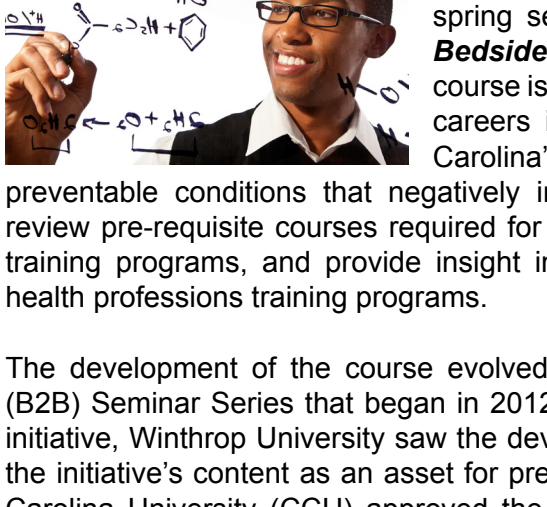 spring se
Bedside
course is
careers i
Carolina’
preventable conditions that negatively i
review pre-requisite courses required for
training programs, and provide insight i
health professions training programs.
The development of the course evolved
(B2B) Seminar Series that began in 2012
initiative, Winthrop University saw the dev
the initiative’s content as an asset for pre
Carolina University (CCU) approved the